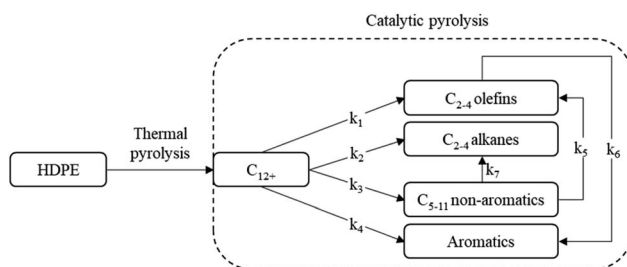 Catalytic pyrolysis
C2-4 olefins
k1
Thermal
pyrolysis
C2-4 alkanes
k2
k5
k6
HDPE
C12+
k7
k3
C5-11 non-aromatics
k4
Aromatics